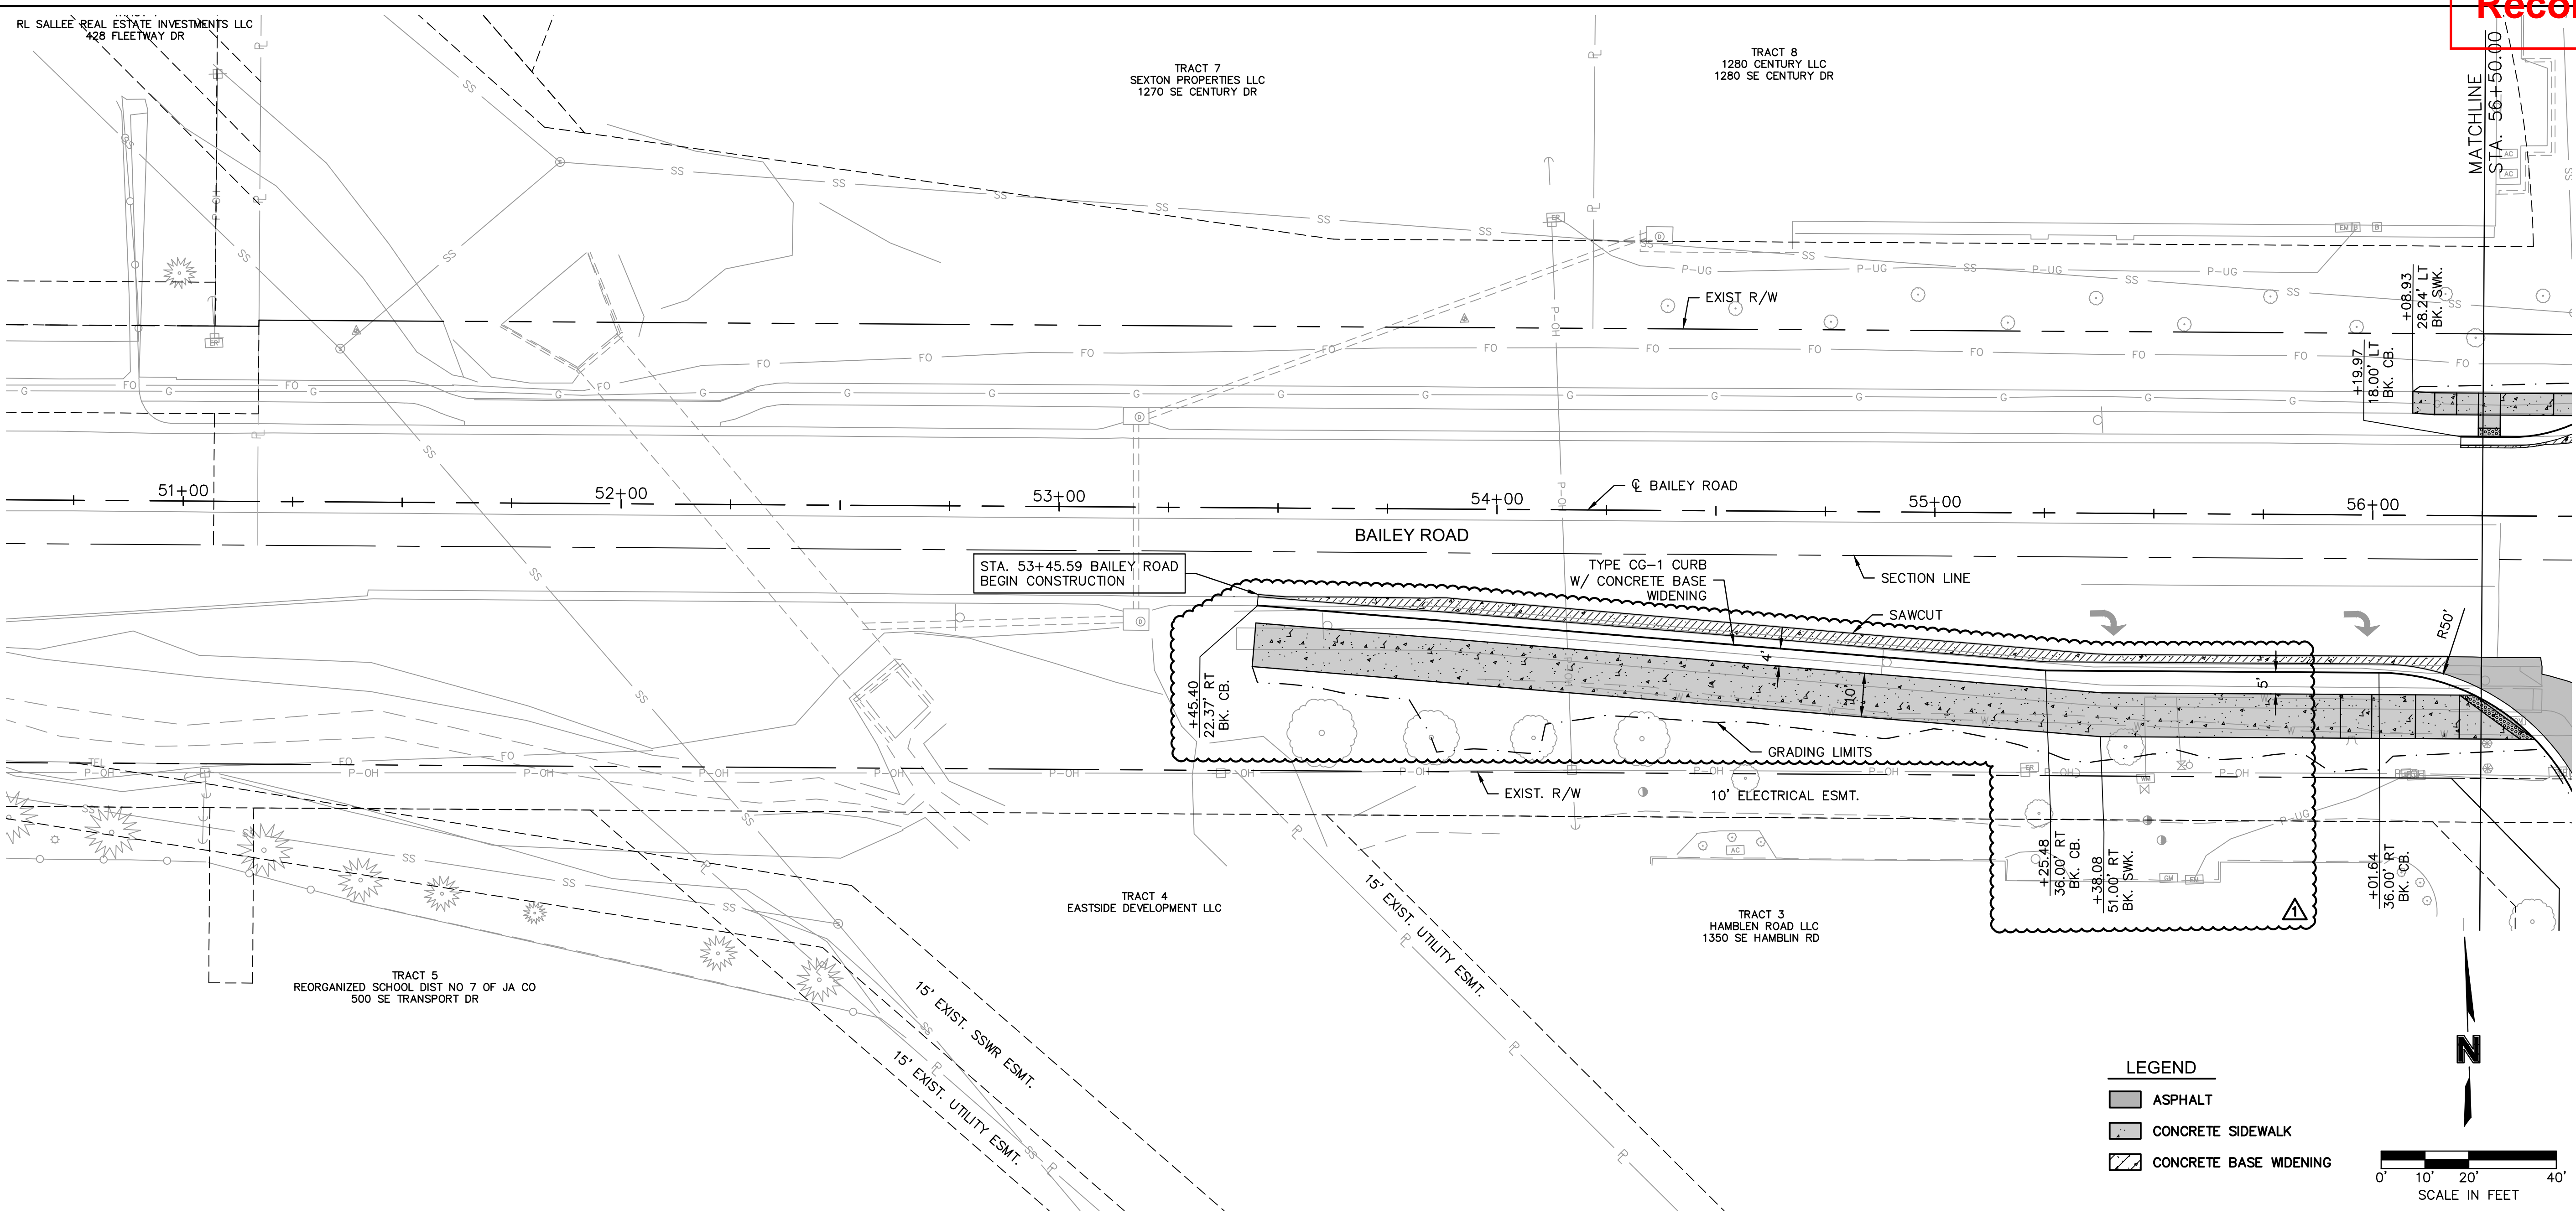 RL SALLEE REAL ESTATE INVESTMENTS LLC
428 FLEETWAY DR
TRACT 7
SEXTON PROPERTIES LLC
1270 SE CENTURY DR
TRACT 8
1280 CENTURY LLC
1280 SE CENTURY DR
MATCHLINE
STA. 56+50.00
EXIST R/W
+08.93
28.24' LT
BK. SWK.
+19.97
18.00' LT
BK. CB.
51+00
52+00
53+00
54+00
55+00
56+00
℄ BAILEY ROAD
BAILEY ROAD
SECTION LINE
STA. 53+45.59 BAILEY ROAD
BEGIN CONSTRUCTION
TYPE CG-1 CURB
W/ CONCRETE BASE
WIDENING
SAWCUT
R50'
4'
10'
5'
+45.40
22.37' RT
BK. CB.
GRADING LIMITS
EXIST. R/W
10' ELECTRICAL ESMT.
+25.48
36.00' RT
BK. CB.
+38.08
51.00' RT
BK. SWK.
+01.64
36.00' RT
BK. CB.
1
TRACT 4
EASTSIDE DEVELOPMENT LLC
TRACT 3
HAMBLEN ROAD LLC
1350 SE HAMBLIN RD
TRACT 5
REORGANIZED SCHOOL DIST NO 7 OF JA CO
500 SE TRANSPORT DR
15' EXIST. UTILITY ESMT.
15' EXIST. SSWR ESMT.
15' EXIST. UTILITY ESMT.
N
LEGEND
ASPHALT
CONCRETE SIDEWALK
CONCRETE BASE WIDENING
0' 10' 20' 40'
SCALE IN FEET